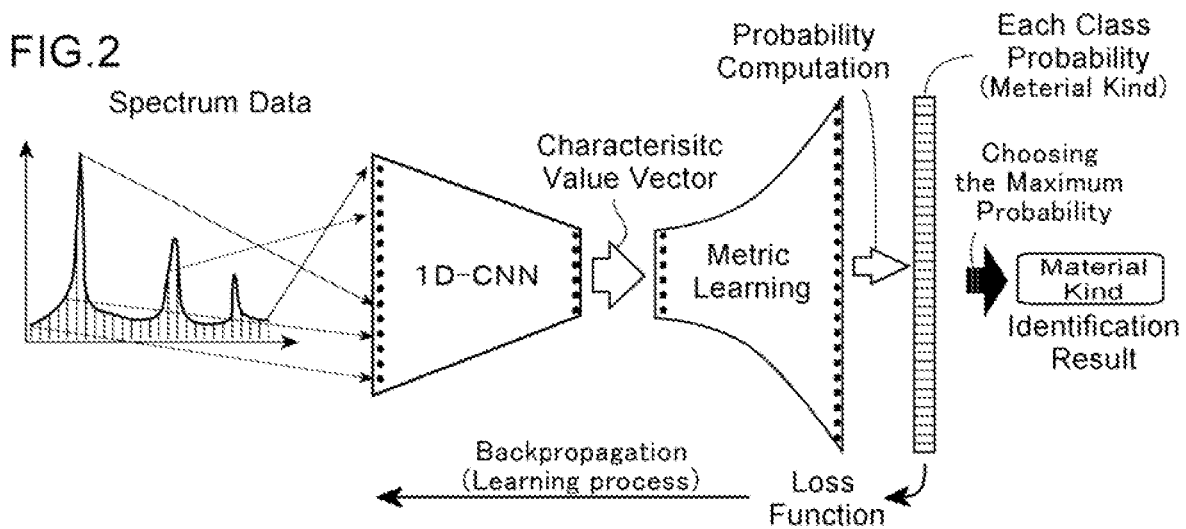 FIG.2
Spectrum Data
1D-CNN
Characterisitc
Value Vector
Metric
Learning
Probability
Computation
Each Class
Probability
(Meterial Kind)
Choosing
the Maximum
Probability
Material
Kind
Identification
Result
Backpropagation
(Learning process)
Loss
Function